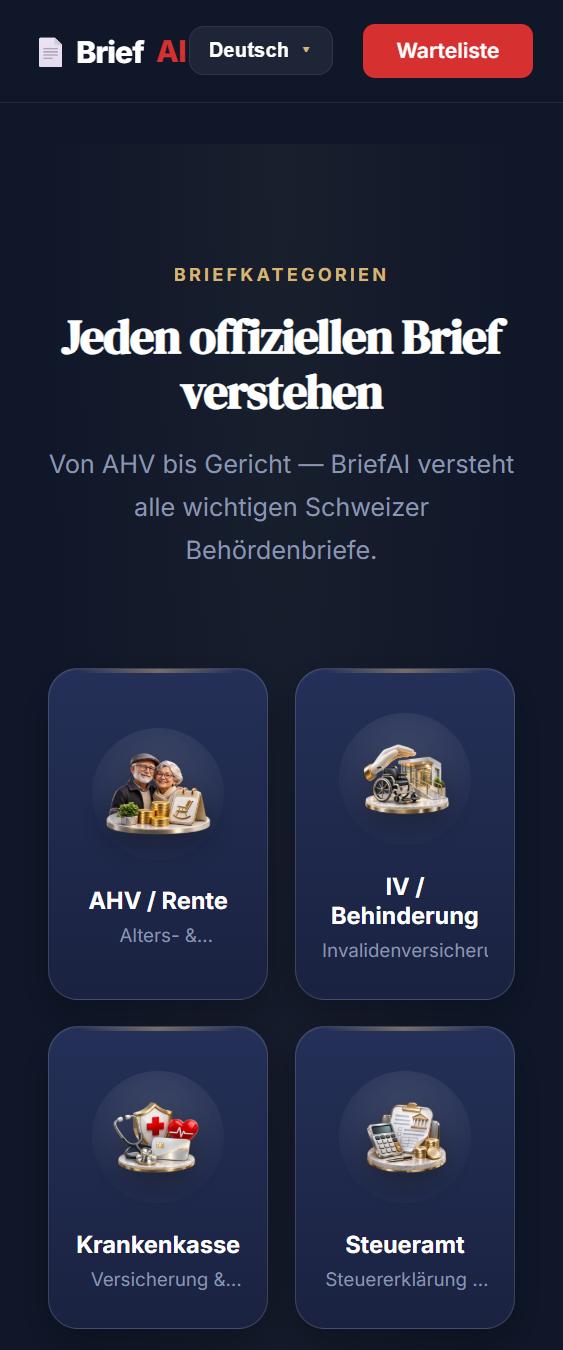 Brief AI
Deutsch
Warteliste
BRIEFKATEGORIEN
Jeden offiziellen Brief
verstehen
Von AHV bis Gericht — BriefAI versteht
alle wichtigen Schweizer
Behördenbriefe.
AHV / Rente
Alters- &...
IV /
Behinderung
Invalidenversicheru
Krankenkasse
Versicherung &...
Steueramt
Steuererklärung ...